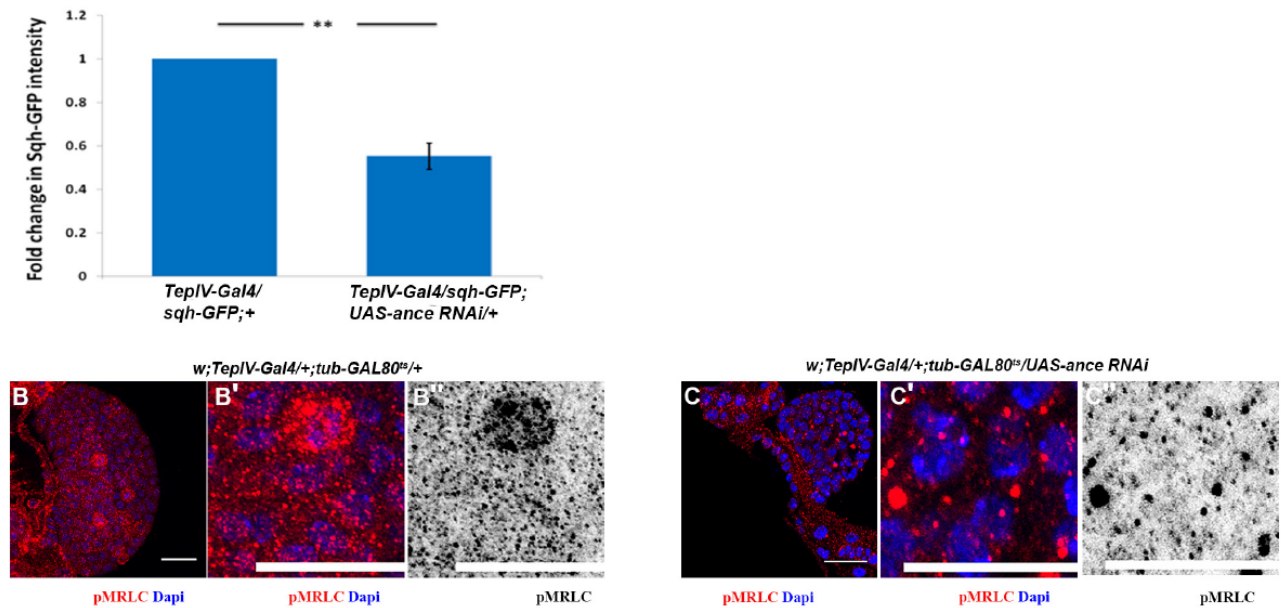 1.2
**
1
0.8
0.6
0.4
0.2
0
Fold change in Sqh-GFP intensity
TepIV-Gal4/
sqh-GFP;+
TepIV-Gal4/sqh-GFP;
UAS-ance RNAi/+
w;TepIV-Gal4/+;tub-GAL80ts/+
B
B'
B''
pMRLC Dapi
pMRLC Dapi
pMRLC
w;TepIV-Gal4/+;tub-GAL80ts/UAS-ance RNAi
C
C'
C''
pMRLC Dapi
pMRLC Dapi
pMRLC